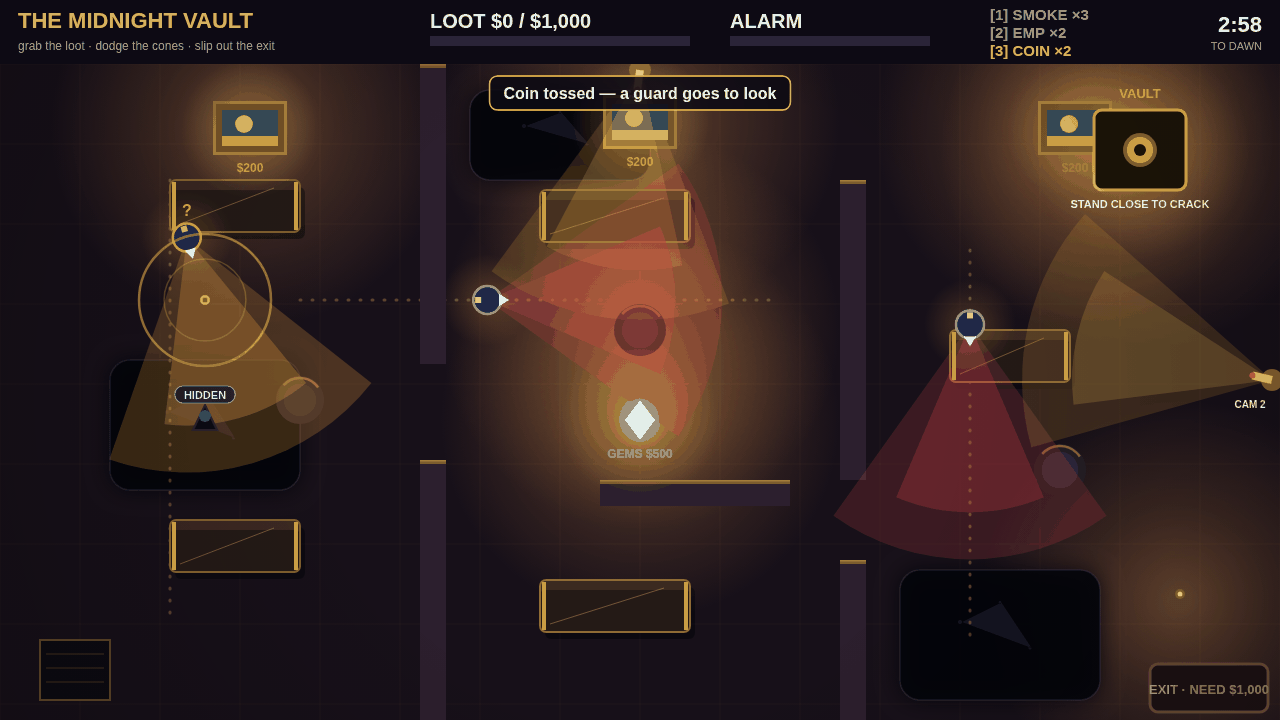 THE MIDNIGHT VAULT
grab the loot · dodge the cones · slip out the exit
LOOT $0 / $1,000
ALARM
[1] SMOKE ×3
[2] EMP ×2
[3] COIN ×2
2:58
TO DAWN
Coin tossed — a guard goes to look
VAULT
$200
$200
$200
STAND CLOSE TO CRACK
?
HIDDEN
CAM 2
GEMS $500
EXIT · NEED $1,000